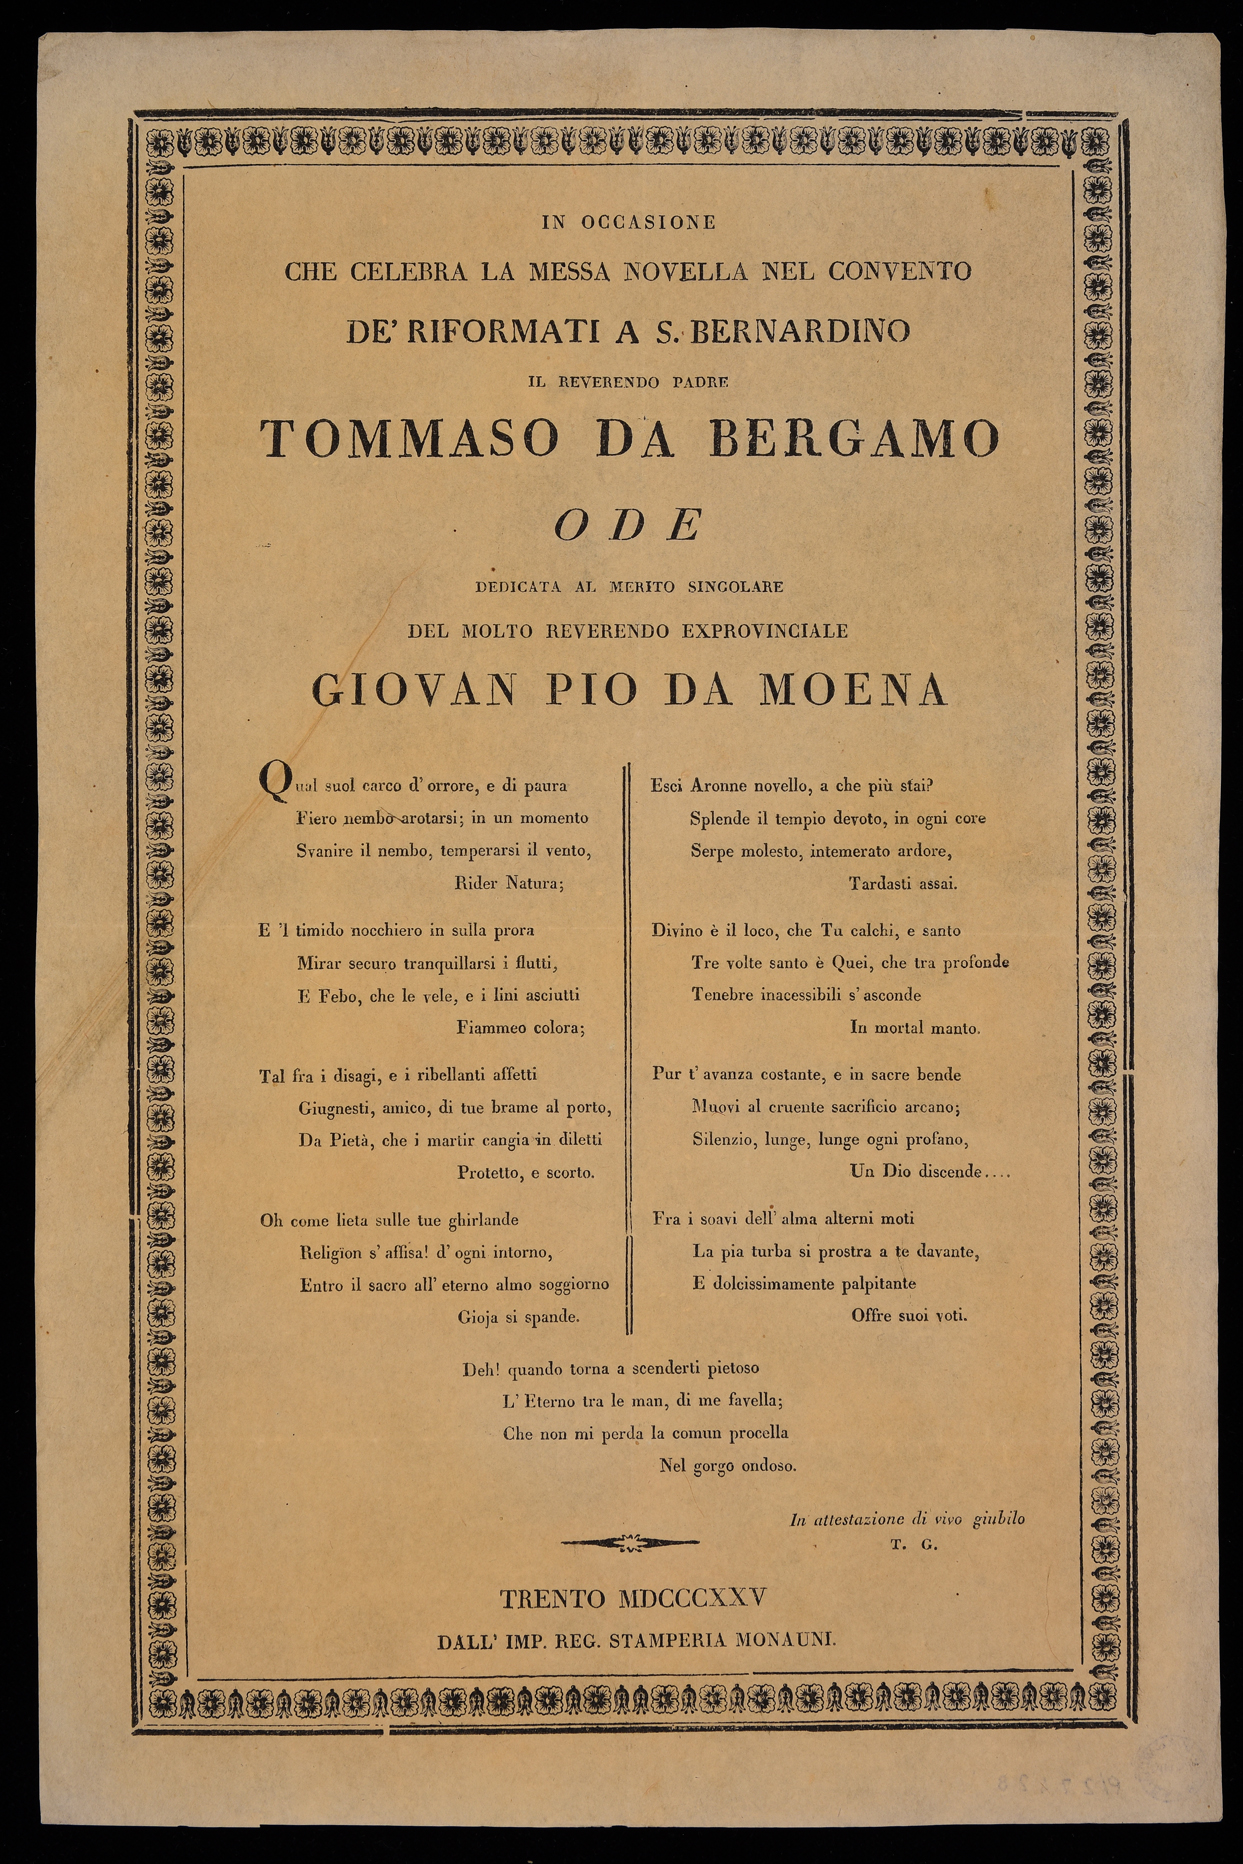 IN OCCASIONE
CHE CELEBRA LA MESSA NOVELLA NEL CONVENTO
DE' RIFORMATI A S. BERNARDINO
IL REVERENDO PADRE
TOMMASO DA BERGAMO
ODE
DEDICATA AL MERITO SINGOLARE
DEL MOLTO REVERENDO EXPROVINCIALE
GIOVAN PIO DA MOENA
Qual suol carco d' orrore, e di paura
Fiero nembo arotarsi; in un momento
Svanire il nembo, temperarsi il vento,
Rider Natura;
E 'l timido nocchiero in sulla prora
Mirar securo tranquillarsi i flutti,
E Febo, che le vele, e i lini asciutti
Fiammeo colora;
Tal fra i disagi, e i ribellanti affetti
Giugnesti, amico, di tue brame al porto,
Da Pietà, che i martir cangia in diletti
Protetto, e scorto.
Oh come lieta sulle tue ghirlande
Religïon s' affisa! d' ogni intorno,
Entro il sacro all' eterno almo soggiorno
Gioja si spande.
Esci Aronne novello, a che più stai?
Splende il tempio devoto, in ogni core
Serpe molesto, intemerato ardore,
Tardasti assai.
Divino è il loco, che Tu calchi, e santo
Tre volte santo è Quei, che tra profonde
Tenebre inacessibili s' asconde
In mortal manto.
Pur t' avanza costante, e in sacre bende
Muovi al cruente sacrificio arcano;
Silenzio, lunge, lunge ogni profano,
Un Dio discende....
Fra i soavi dell' alma alterni moti
La pia turba si prostra a te davante,
E dolcissimamente palpitante
Offre suoi voti.
Deh! quando torna a scenderti pietoso
L' Eterno tra le man, di me favella;
Che non mi perda la comun procella
Nel gorgo ondoso.
In attestazione di vivo giubilo
T. G.
TRENTO MDCCCXXV
DALL' IMP. REG. STAMPERIA MONAUNI.